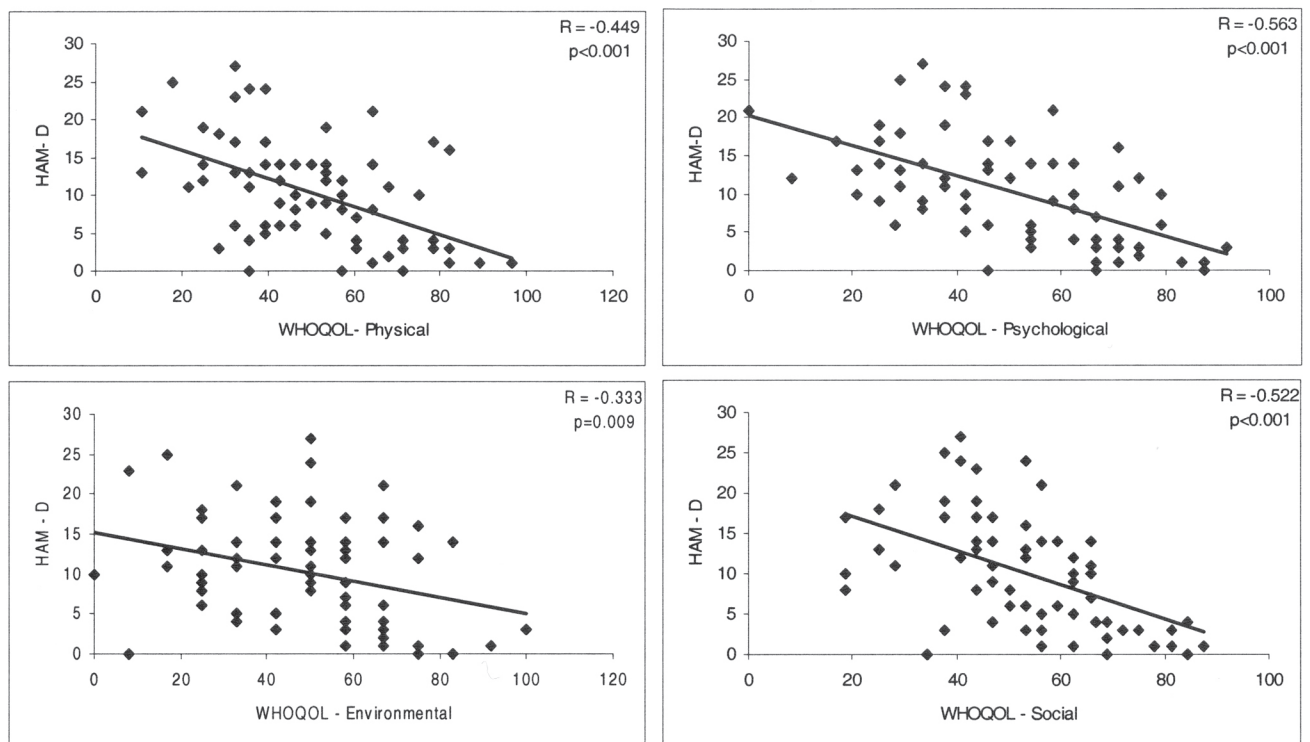 R = -0.449
p<0.001
30
25
20
15
10
5
0
HAM- D
0 20 40 60 80 100 120
WHOQOL- Physical
R = -0.563
p<0.001
30
25
20
15
10
5
0
HAM-D
0 20 40 60 80 100
WHOQOL - Psychological
R = -0.333
p=0.009
30
25
20
15
10
5
0
HAM - D
0 20 40 60 80 100 120
WHOQOL - Environmental
R = -0.522
p<0.001
30
25
20
15
10
5
0
HAM - D
0 20 40 60 80 100
WHOQOL - Social